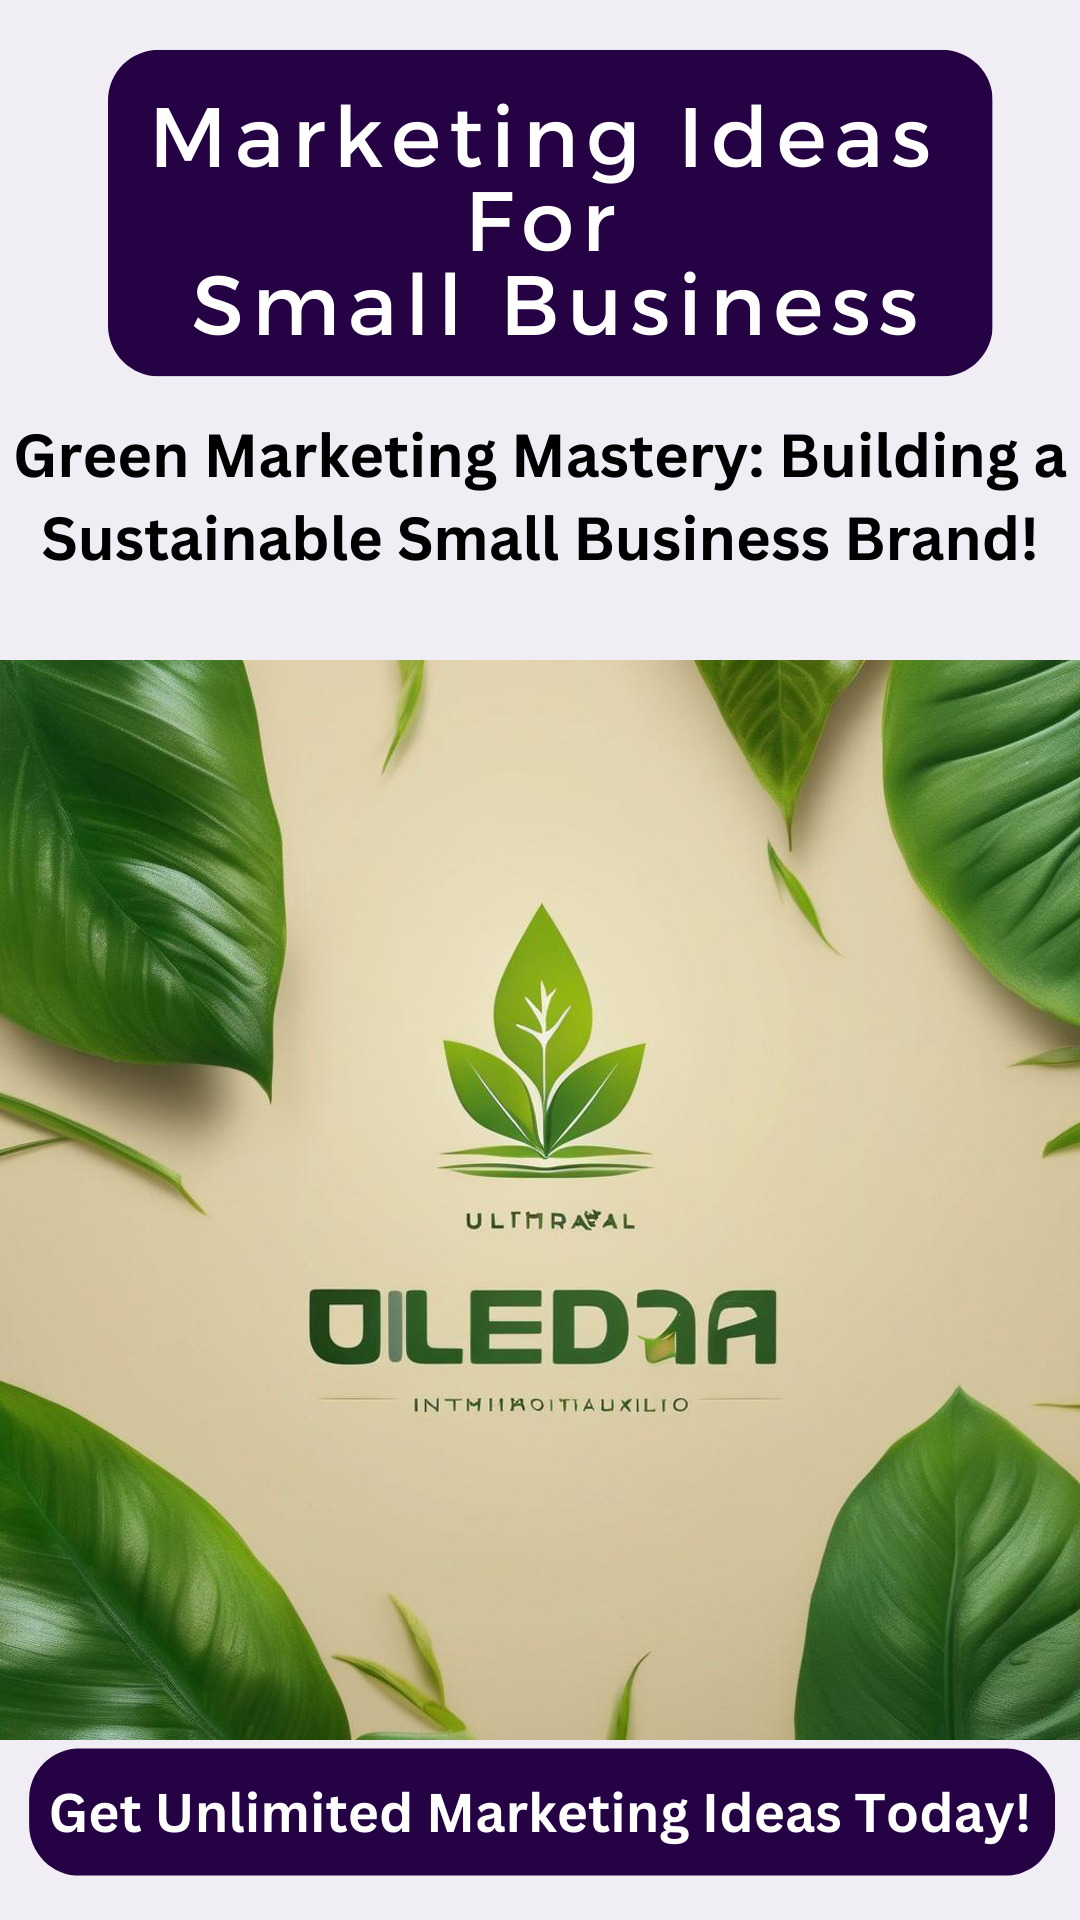 Marketing Ideas
For
Small Business
Green Marketing Mastery: Building a
Sustainable Small Business Brand!
Get Unlimited Marketing Ideas Today!